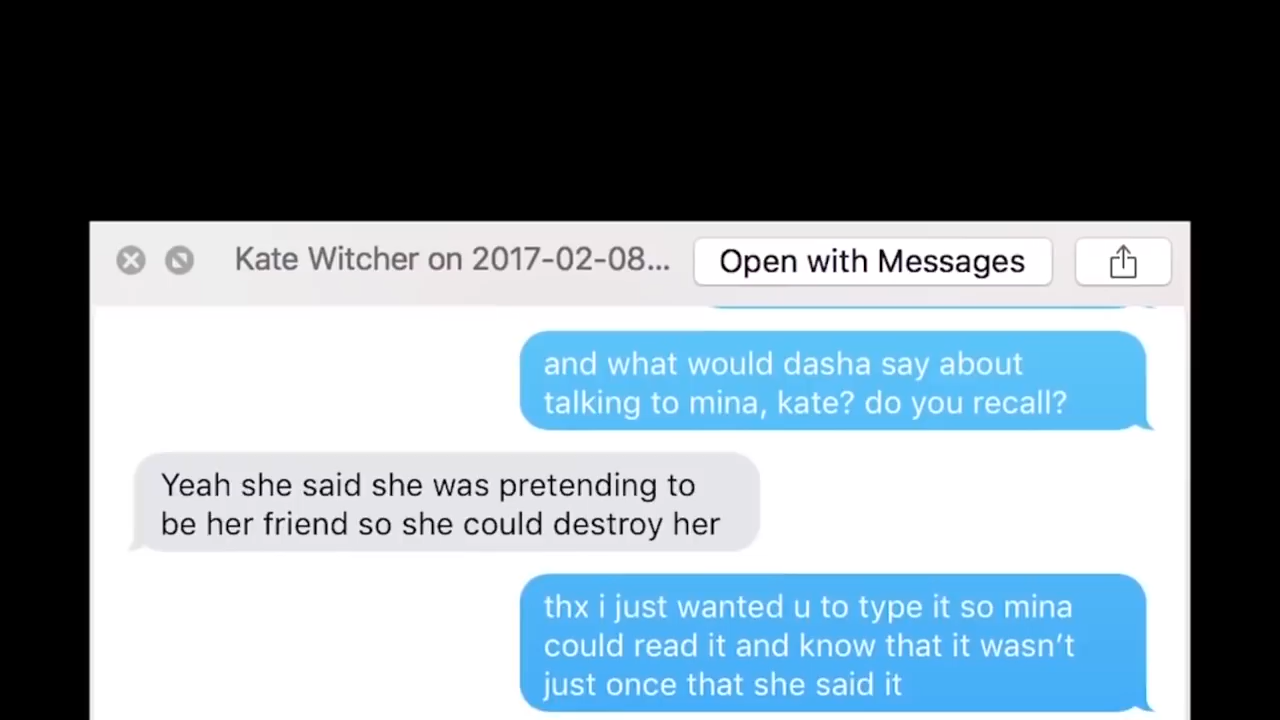 Kate Witcher on 2017-02-08...
Open with Messages
and what would dasha say about
talking to mina, kate? do you recall?
Yeah she said she was pretending to
be her friend so she could destroy her
thx i just wanted u to type it so mina
could read it and know that it wasn't
just once that she said it